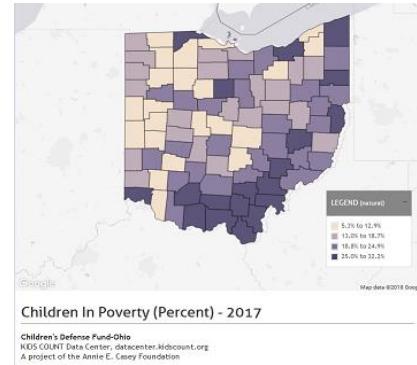 LEGEND (natural)
5.3% to 12.9%
13.0% to 18.7%
18.8% to 24.9%
25.0% to 32.2%
Google
Map data ©2018 Goog
Children In Poverty (Percent) - 2017
Children's Defense Fund-Ohio
KIDS COUNT Data Center, datacenter.kidscount.org
A project of the Annie E. Casey Foundation